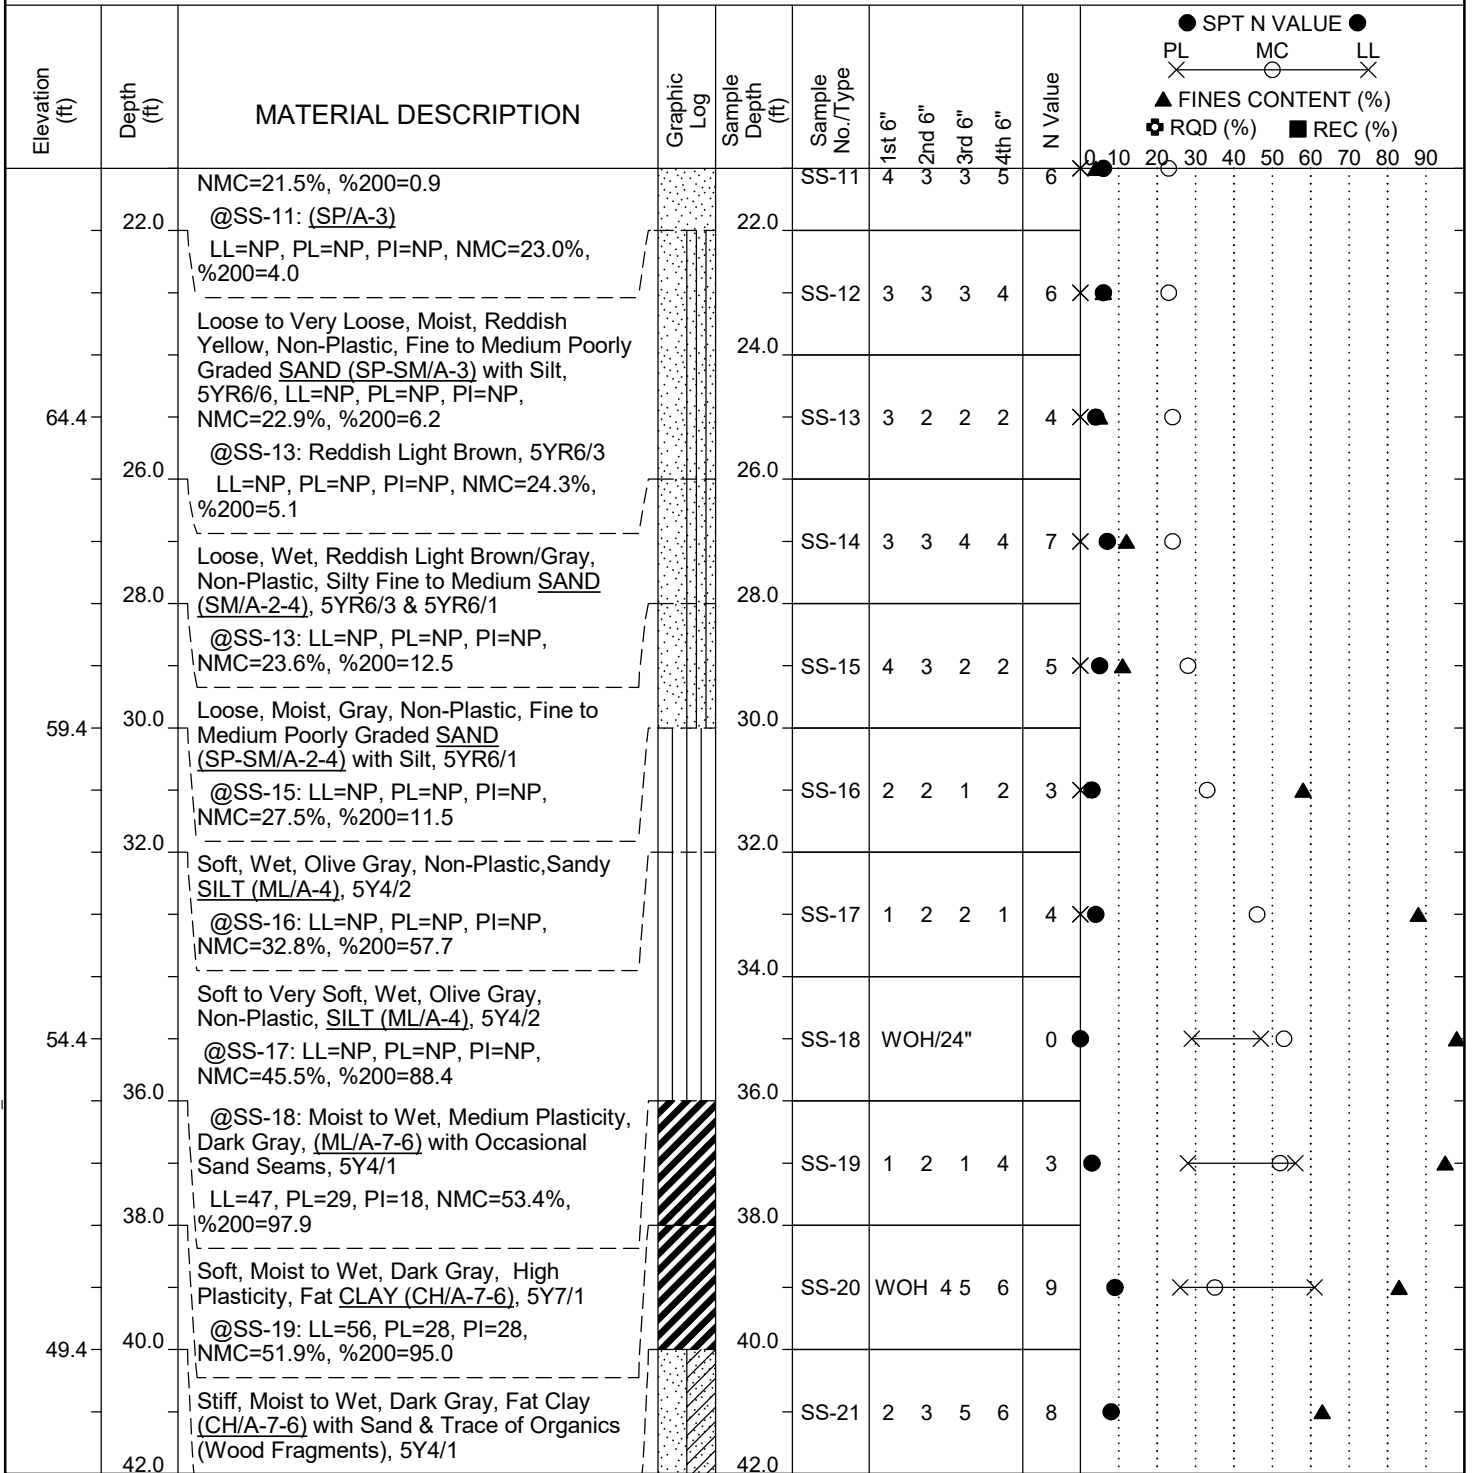 ● SPT N VALUE ●
PL MC LL
▲ FINES CONTENT (%)
RQD (%) ■ REC (%)
Elevation (ft)
Depth (ft)
MATERIAL DESCRIPTION
Graphic Log
Sample Depth (ft)
Sample No./Type
1st 6"
2nd 6"
3rd 6"
4th 6"
N Value
0 10 20 30 40 50 60 70 80 90
NMC=21.5%, %200=0.9
SS-11 4 3 3 5 6
@SS-11: (SP/A-3)
22.0 22.0
LL=NP, PL=NP, PI=NP, NMC=23.0%,
%200=4.0
SS-12 3 3 3 4 6
Loose to Very Loose, Moist, Reddish
Yellow, Non-Plastic, Fine to Medium Poorly
24.0
Graded SAND (SP-SM/A-3) with Silt,
5YR6/6, LL=NP, PL=NP, PI=NP,
64.4 NMC=22.9%, %200=6.2
SS-13 3 2 2 2 4
@SS-13: Reddish Light Brown, 5YR6/3
26.0 26.0
LL=NP, PL=NP, PI=NP, NMC=24.3%,
%200=5.1
SS-14 3 3 4 4 7
Loose, Wet, Reddish Light Brown/Gray,
Non-Plastic, Silty Fine to Medium SAND
28.0 28.0
(SM/A-2-4), 5YR6/3 & 5YR6/1
@SS-13: LL=NP, PL=NP, PI=NP,
NMC=23.6%, %200=12.5
SS-15 4 3 2 2 5
Loose, Moist, Gray, Non-Plastic, Fine to
59.4 30.0 30.0
Medium Poorly Graded SAND
(SP-SM/A-2-4) with Silt, 5YR6/1
@SS-15: LL=NP, PL=NP, PI=NP,
SS-16 2 2 1 2 3
NMC=27.5%, %200=11.5
32.0 32.0
Soft, Wet, Olive Gray, Non-Plastic,Sandy
SILT (ML/A-4), 5Y4/2
@SS-16: LL=NP, PL=NP, PI=NP,
SS-17 1 2 2 1 4
NMC=32.8%, %200=57.7
34.0
Soft to Very Soft, Wet, Olive Gray,
Non-Plastic, SILT (ML/A-4), 5Y4/2
54.4 SS-18 WOH/24" 0
@SS-17: LL=NP, PL=NP, PI=NP,
NMC=45.5%, %200=88.4
36.0 36.0
@SS-18: Moist to Wet, Medium Plasticity,
Dark Gray, (ML/A-7-6) with Occasional
Sand Seams, 5Y4/1
SS-19 1 2 1 4 3
LL=47, PL=29, PI=18, NMC=53.4%,
%200=97.9
38.0 38.0
Soft, Moist to Wet, Dark Gray, High
Plasticity, Fat CLAY (CH/A-7-6), 5Y7/1
SS-20 WOH 4 5 6 9
@SS-19: LL=56, PL=28, PI=28,
NMC=51.9%, %200=95.0
49.4 40.0 40.0
Stiff, Moist to Wet, Dark Gray, Fat Clay
SS-21 2 3 5 6 8
(CH/A-7-6) with Sand & Trace of Organics
(Wood Fragments), 5Y4/1
42.0 42.0